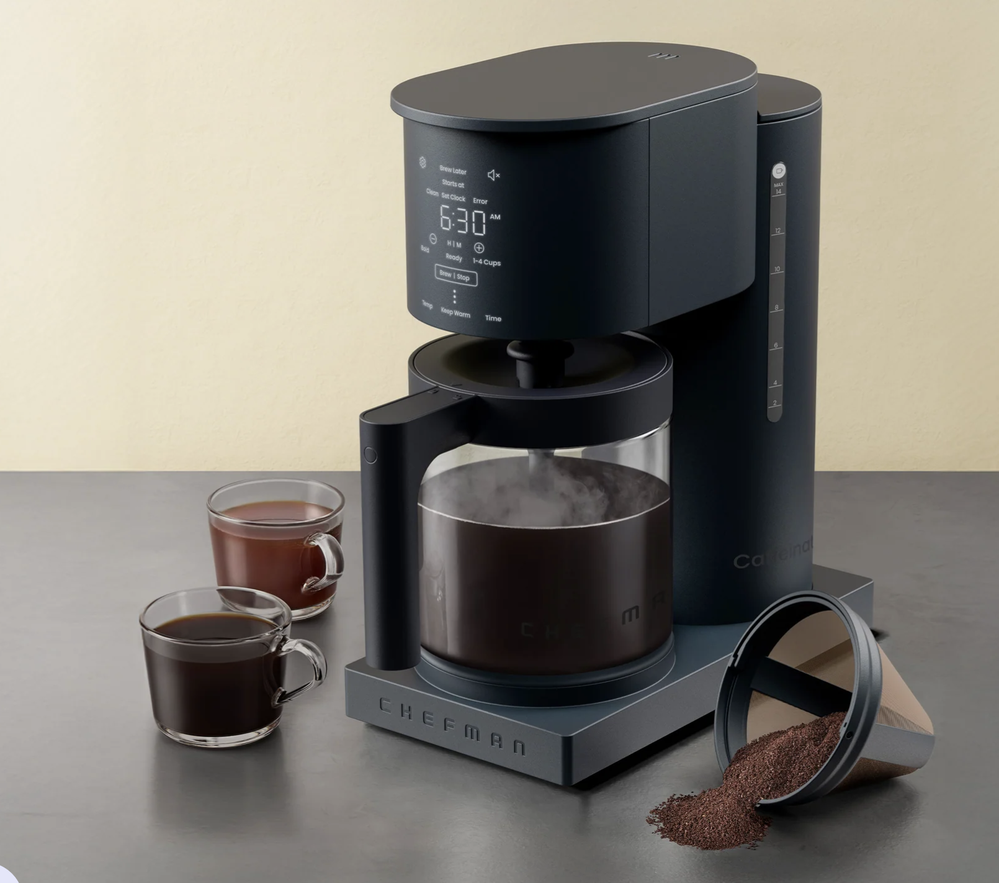 Brew Later
Starts at
Clean Set Clock Error
6:30 AM
H | M
Bold Ready 1-4 Cups
Brew | Stop
Temp Keep Warm Time
MAX
14
12
10
8
6
4
2
CHEFMA
CHEFMAN